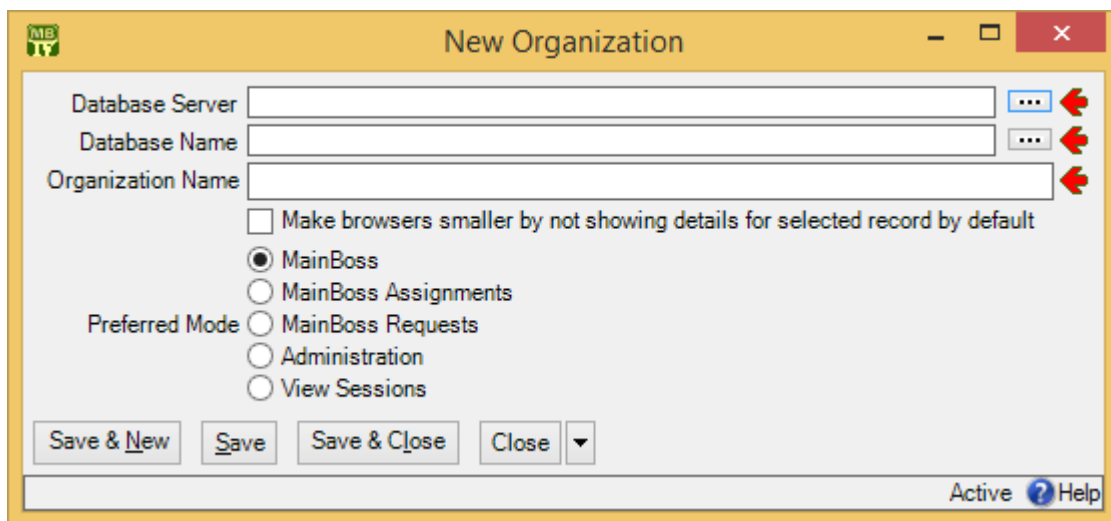 MB
New Organization
Database Server
Database Name
Organization Name
Make browsers smaller by not showing details for selected record by default
MainBoss
MainBoss Assignments
Preferred Mode MainBoss Requests
Administration
View Sessions
Save & New Save Save & Close Close
Active Help